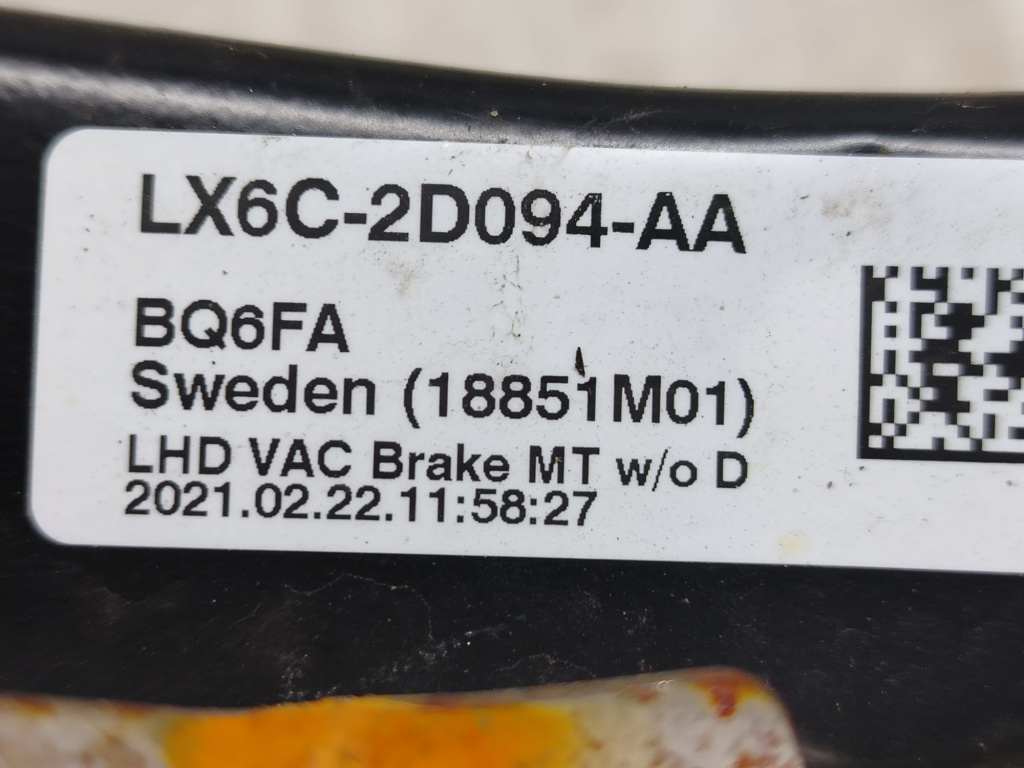 LX6C-2D094-AA
BQ6FA
Sweden (18851M01)
LHD VAC Brake MT w/o D
2021.02.22.11:58:27